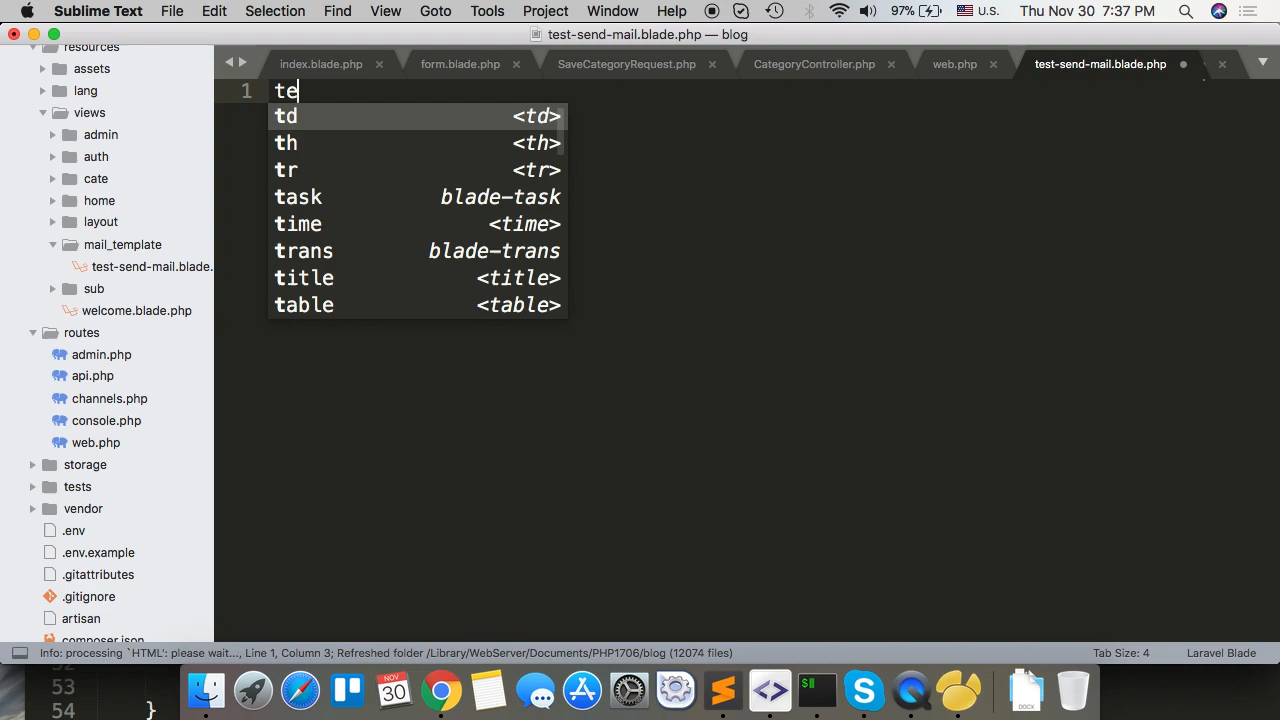 Sublime Text File Edit Selection Find View Goto Tools Project Window Help 97% U.S. Thu Nov 30 7:37 PM
test-send-mail.blade.php — blog
resources
index.blade.php × form.blade.php × SaveCategoryRequest.php × CategoryController.php × web.php × test-send-mail.blade.php ×
assets
lang
views
admin
auth
cate
home
layout
mail_template
test-send-mail.blade.
sub
welcome.blade.php
routes
admin.php
api.php
channels.php
console.php
web.php
storage
tests
vendor
.env
.env.example
.gitattributes
.gitignore
artisan
composer.json
1 te
td <td>
th <th>
tr <tr>
task blade-task
time <time>
trans blade-trans
title <title>
table <table>
Info: processing `HTML': please wait..., Line 1, Column 3; Refreshed folder /Library/WebServer/Documents/PHP1706/blog (12074 files) Tab Size: 4 Laravel Blade
53
54 }
NOV
30
$
DOCX